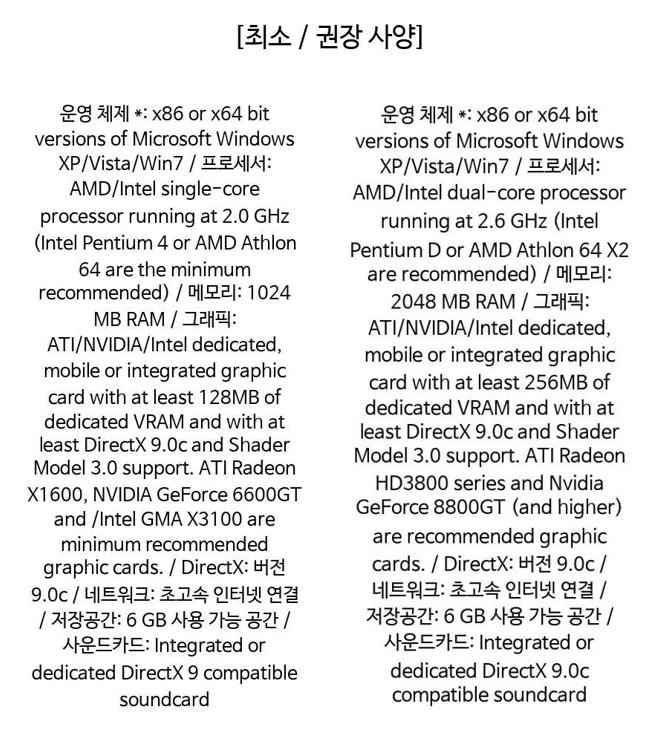 [최소 / 권장 사양]
운영 체제 *: x86 or x64 bit
versions of Microsoft Windows
XP/Vista/Win7 / 프로세서:
AMD/Intel single-core
processor running at 2.0 GHz
(Intel Pentium 4 or AMD Athlon
64 are the minimum
recommended) / 메모리: 1024
MB RAM / 그래픽:
ATI/NVIDIA/Intel dedicated,
mobile or integrated graphic
card with at least 128MB of
dedicated VRAM and with at
least DirectX 9.0c and Shader
Model 3.0 support. ATI Radeon
X1600, NVIDIA GeForce 6600GT
and /Intel GMA X3100 are
minimum recommended
graphic cards. / DirectX: 버전
9.0c / 네트워크: 초고속 인터넷 연결
/ 저장공간: 6 GB 사용 가능 공간 /
사운드카드: Integrated or
dedicated DirectX 9 compatible
soundcard
운영 체제 *: x86 or x64 bit
versions of Microsoft Windows
XP/Vista/Win7 / 프로세서:
AMD/Intel dual-core processor
running at 2.6 GHz (Intel
Pentium D or AMD Athlon 64 X2
are recommended) / 메모리:
2048 MB RAM / 그래픽:
ATI/NVIDIA/Intel dedicated,
mobile or integrated graphic
card with at least 256MB of
dedicated VRAM and with at
least DirectX 9.0c and Shader
Model 3.0 support. ATI Radeon
HD3800 series and Nvidia
GeForce 8800GT (and higher)
are recommended graphic
cards. / DirectX: 버전 9.0c /
네트워크: 초고속 인터넷 연결 /
저장공간: 6 GB 사용 가능 공간 /
사운드카드: Integrated or
dedicated DirectX 9.0c
compatible soundcard